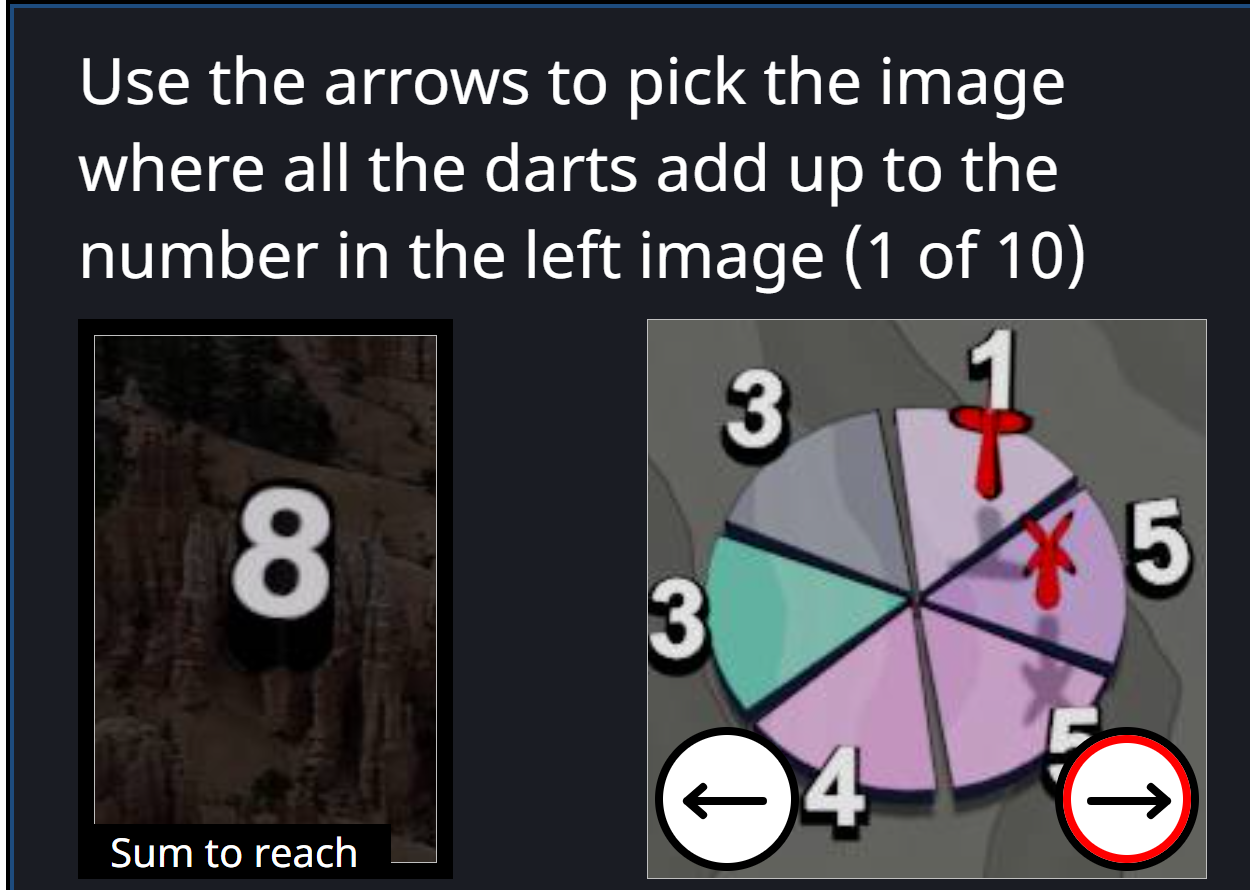 Use the arrows to pick the image
where all the darts add up to the
number in the left image (1 of 10)
8
Sum to reach
1
3
5
3
4
5